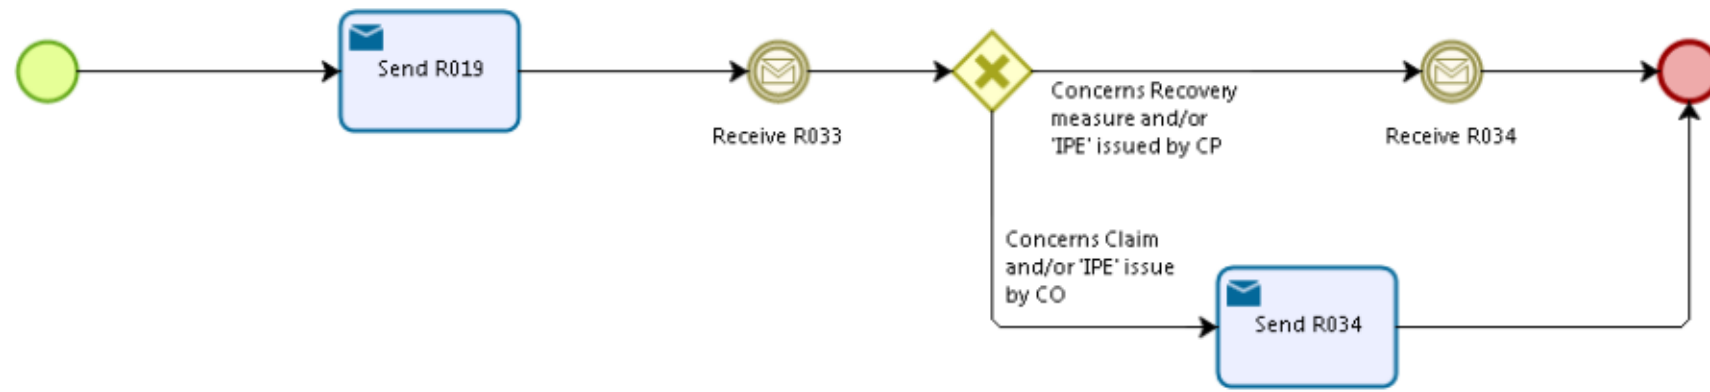 Send R019
Receive R033
Concerns Recovery
measure and/or
'IPE' issued by CP
Receive R034
Concerns Claim
and/or 'IPE' issue
by CO
Send R034